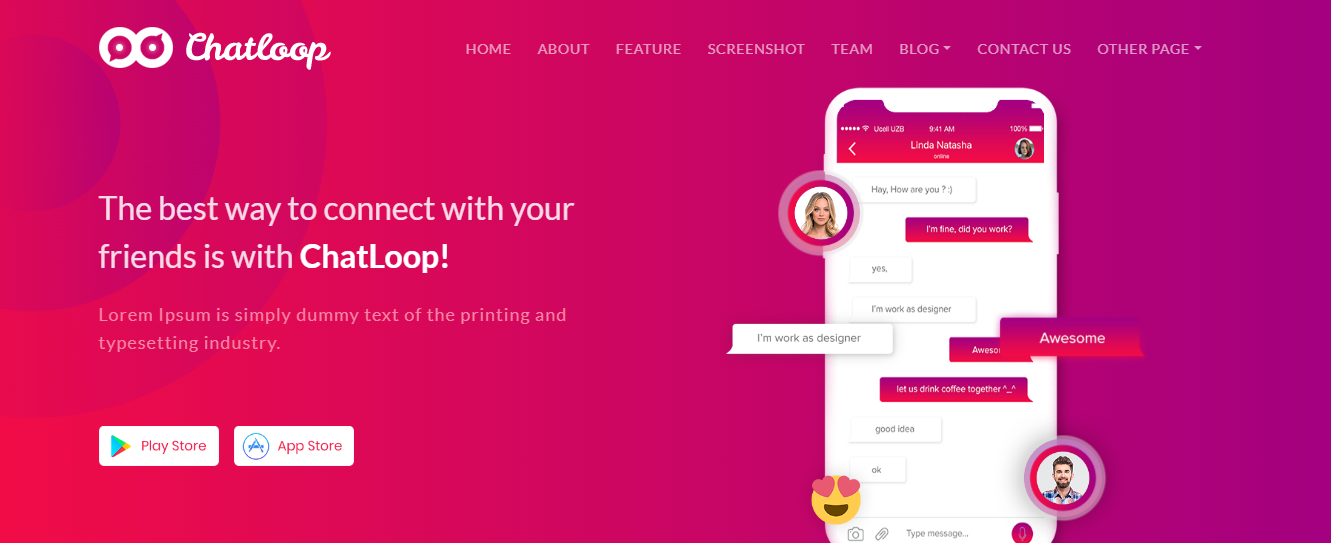 Chatloop
HOME ABOUT FEATURE SCREENSHOT TEAM BLOG CONTACT US OTHER PAGE
The best way to connect with your
friends is with ChatLoop!
Lorem Ipsum is simply dummy text of the printing and
typesetting industry.
Play Store App Store
Ucell UZB 9:41 AM 100%
Linda Natasha
online
Hay, How are you ? :)
I'm fine, did you work?
yes,
I'm work as designer
I'm work as designer
Awesome
let us drink coffee together ^_^
good idea
ok
Type message...